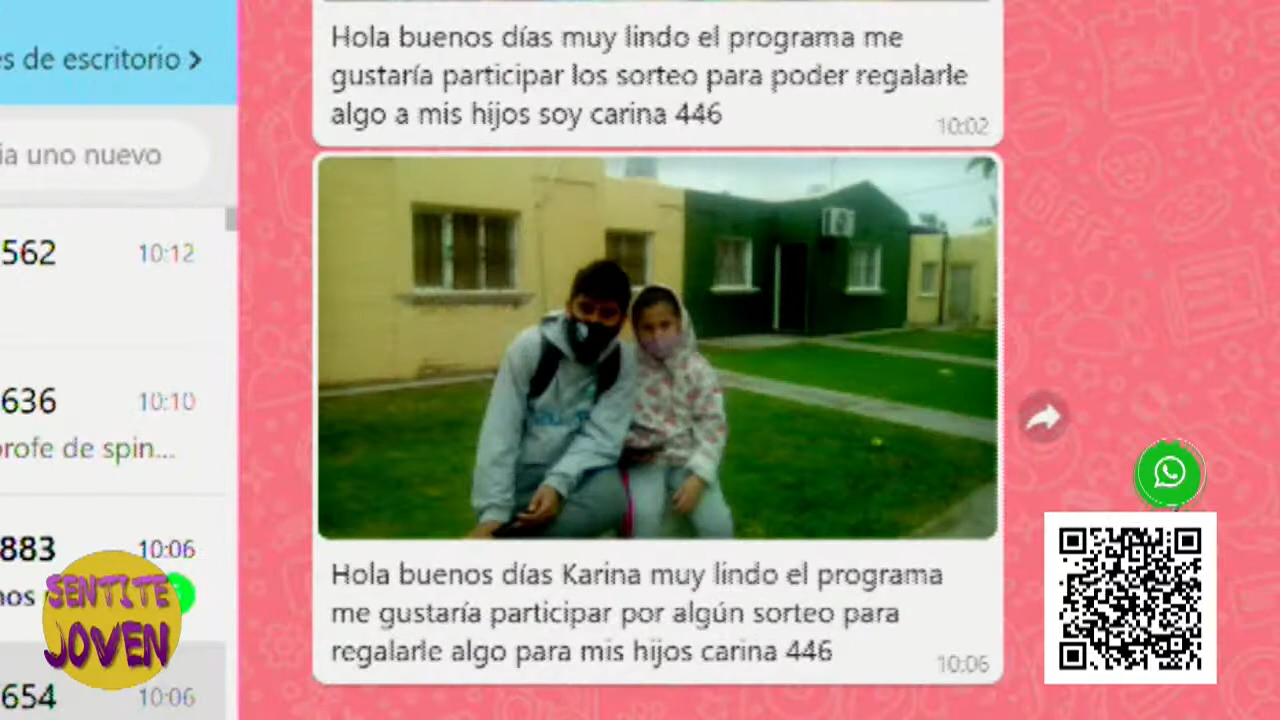 es de escritorio >
ia uno nuevo
562 10:12
636 10:10
profe de spin...
883 10:06
nos
654 10:06
SENTITE
JOVEN
Hola buenos días muy lindo el programa me
gustaría participar los sorteo para poder regalarle
algo a mis hijos soy carina 446
10:02
Hola buenos días Karina muy lindo el programa
me gustaría participar por algún sorteo para
regalarle algo para mis hijos carina 446
10:06
BFF